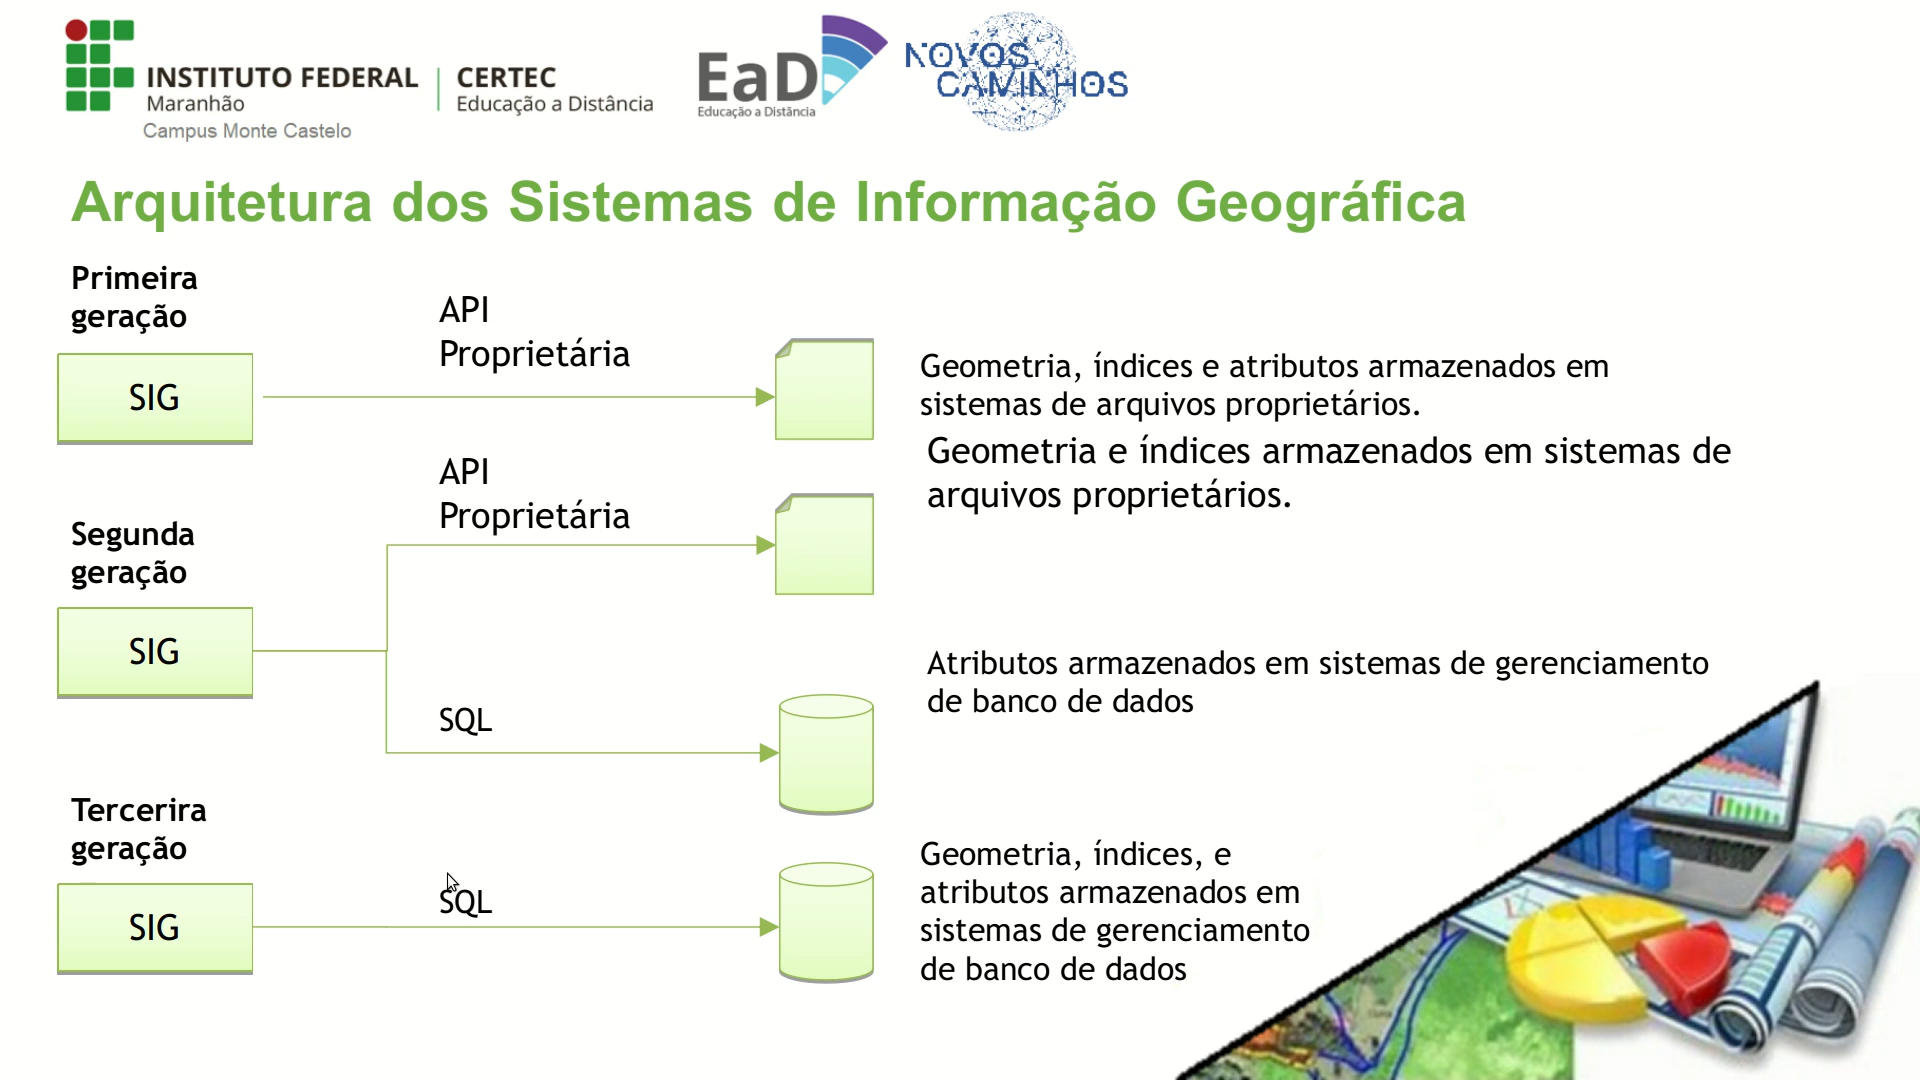 INSTITUTO FEDERAL
Maranhão
Campus Monte Castelo
CERTEC
Educação a Distância
EaD
Educação a Distância
NOVOS
CAMINHOS
Arquitetura dos Sistemas de Informação Geográfica
Primeira
geração
SIG
API
Proprietária
Geometria, índices e atributos armazenados em
sistemas de arquivos proprietários.
Segunda
geração
SIG
API
Proprietária
Geometria e índices armazenados em sistemas de
arquivos proprietários.
SQL
Atributos armazenados em sistemas de gerenciamento
de banco de dados
Tercerira
geração
SIG
SQL
Geometria, índices, e
atributos armazenados em
sistemas de gerenciamento
de banco de dados